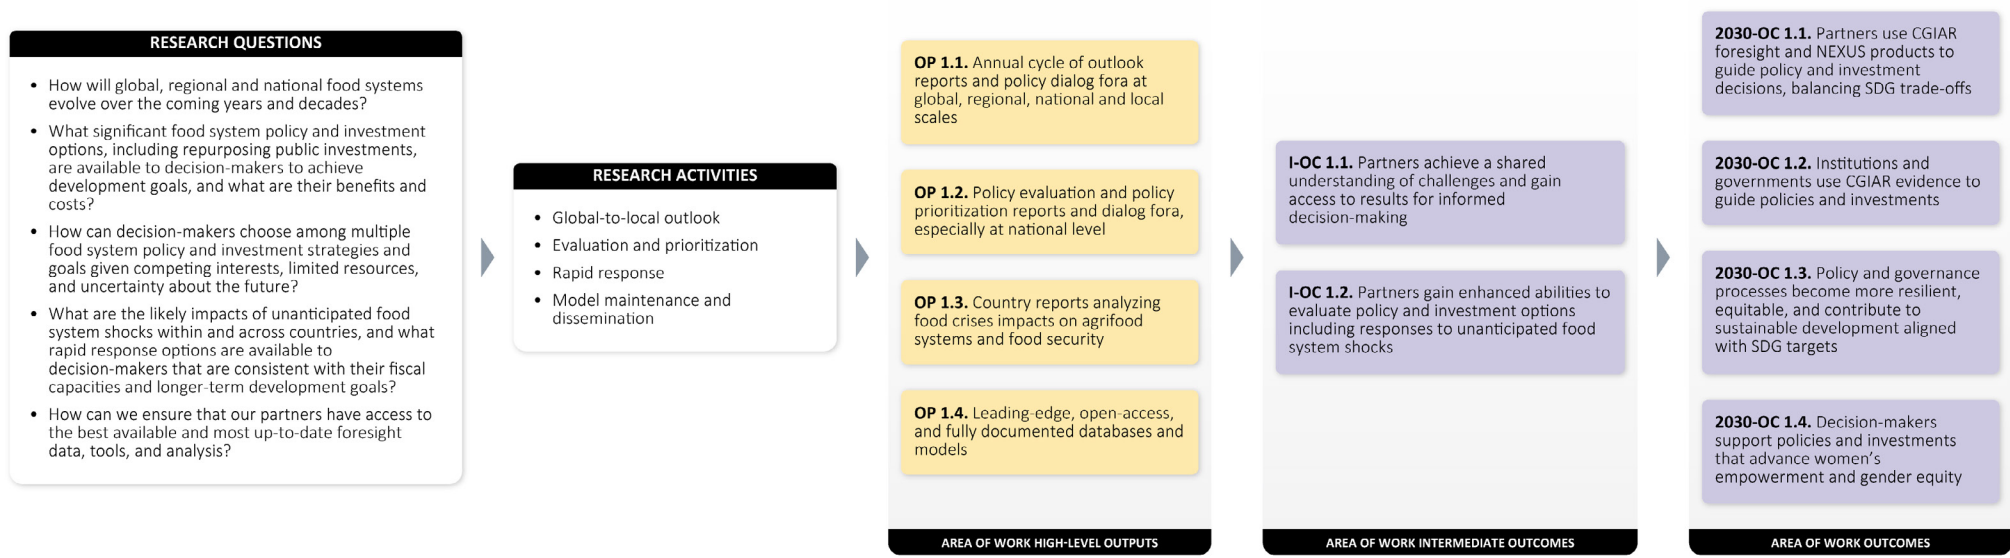 RESEARCH QUESTIONS
• How will global, regional and national food systems
evolve over the coming years and decades?
• What significant food system policy and investment
options, including repurposing public investments,
are available to decision-makers to achieve
development goals, and what are their benefits and
costs?
• How can decision-makers choose among multiple
food system policy and investment strategies and
goals given competing interests, limited resources,
and uncertainty about the future?
• What are the likely impacts of unanticipated food
system shocks within and across countries, and what
rapid response options are available to
decision-makers that are consistent with their fiscal
capacities and longer-term development goals?
• How can we ensure that our partners have access to
the best available and most up-to-date foresight
data, tools, and analysis?
RESEARCH ACTIVITIES
• Global-to-local outlook
• Evaluation and prioritization
• Rapid response
• Model maintenance and
dissemination
OP 1.1. Annual cycle of outlook
reports and policy dialog fora at
global, regional, national and local
scales
OP 1.2. Policy evaluation and policy
prioritization reports and dialog fora,
especially at national level
OP 1.3. Country reports analyzing
food crises impacts on agrifood
systems and food security
OP 1.4. Leading-edge, open-access,
and fully documented databases and
models
AREA OF WORK HIGH-LEVEL OUTPUTS
I-OC 1.1. Partners achieve a shared
understanding of challenges and gain
access to results for informed
decision-making
I-OC 1.2. Partners gain enhanced abilities to
evaluate policy and investment options
including responses to unanticipated food
system shocks
AREA OF WORK INTERMEDIATE OUTCOMES
2030-OC 1.1. Partners use CGIAR
foresight and NEXUS products to
guide policy and investment
decisions, balancing SDG trade-offs
2030-OC 1.2. Institutions and
governments use CGIAR evidence to
guide policies and investments
2030-OC 1.3. Policy and governance
processes become more resilient,
equitable, and contribute to
sustainable development aligned
with SDG targets
2030-OC 1.4. Decision-makers
support policies and investments
that advance women's
empowerment and gender equity
AREA OF WORK OUTCOMES